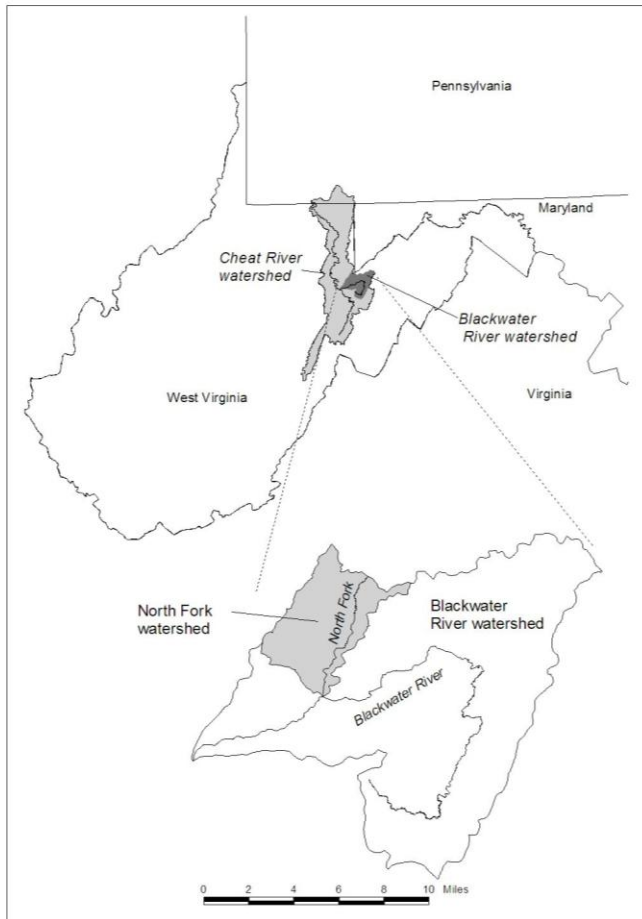 Pennsylvania
Maryland
Cheat River
watershed
Blackwater
River watershed
West Virginia
Virginia
North Fork
watershed
North Fork
Blackwater
River watershed
Blackwater River
0 2 4 6 8 10 Miles